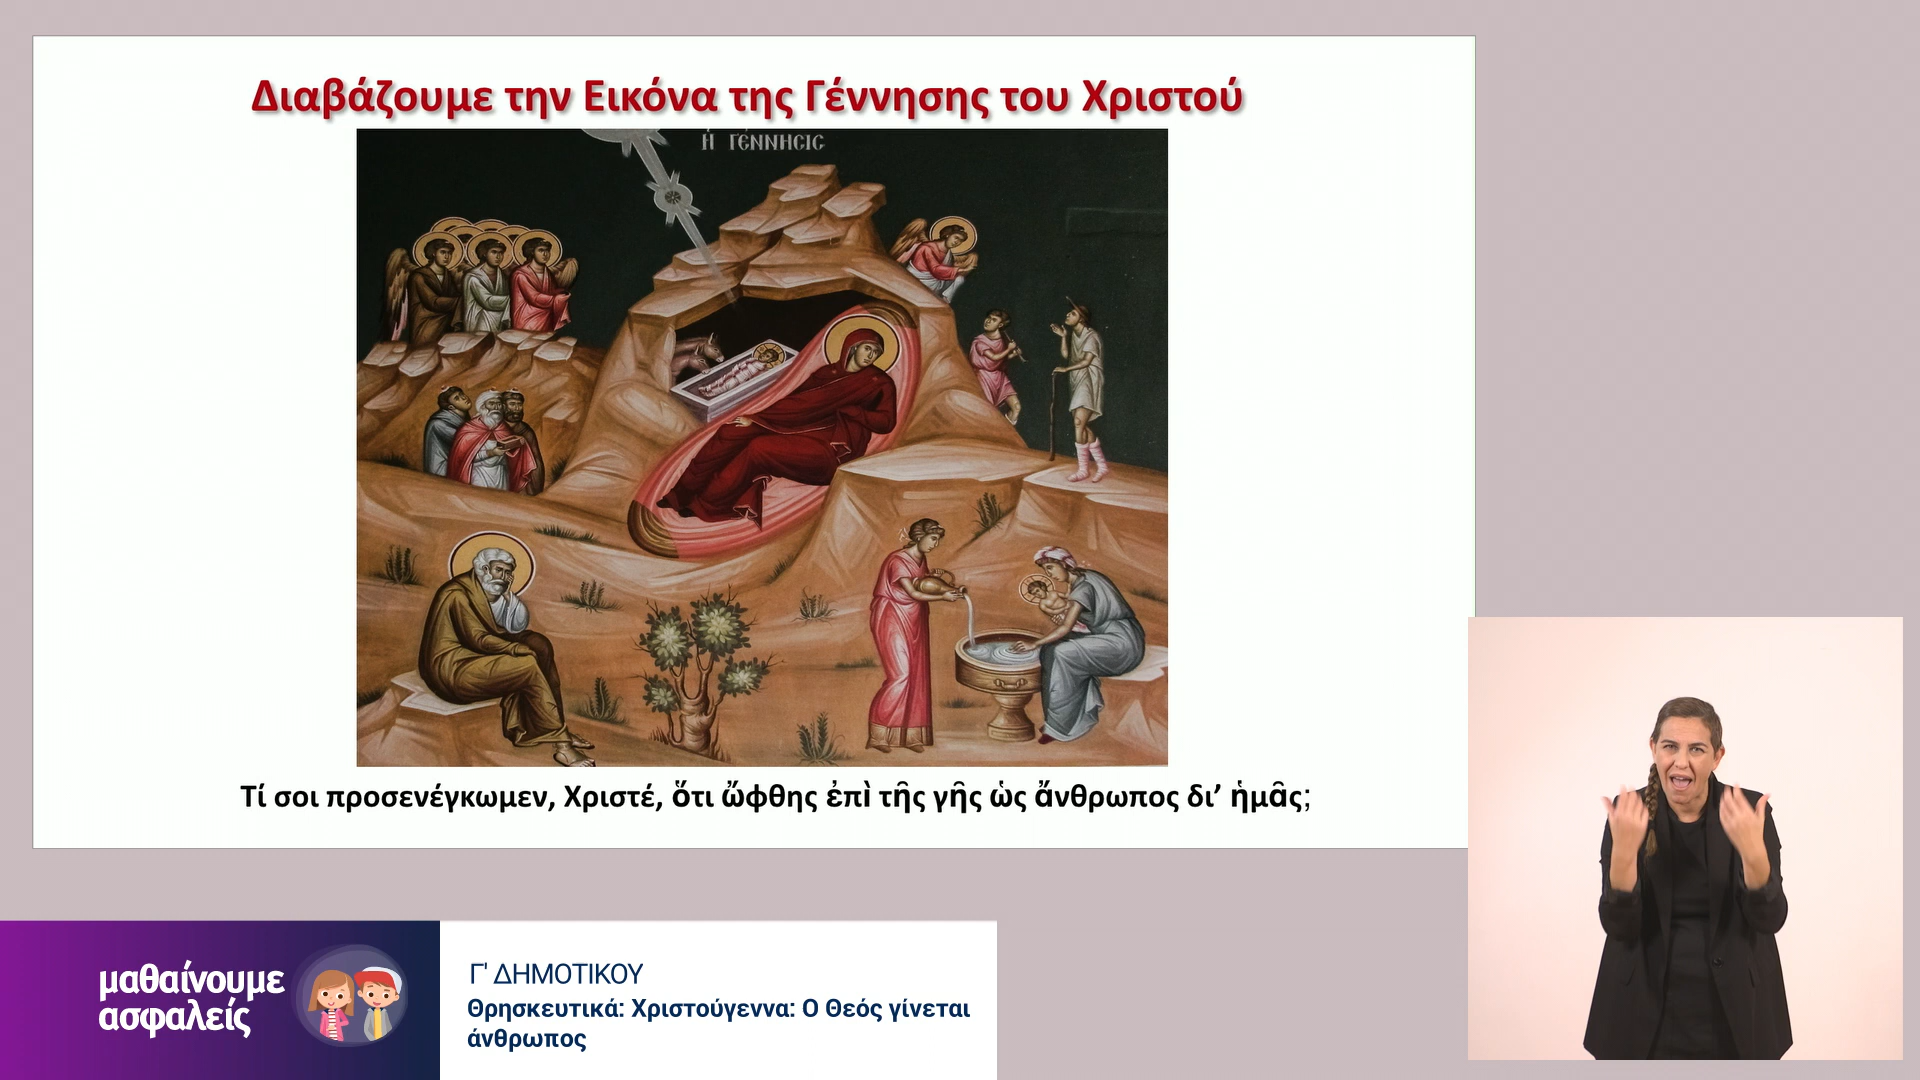 Διαβάζουμε την Εικόνα της Γέννησης του Χριστού
Ἡ ΓΕΝΝΗCΙC
Τί σοι προσενέγκωμεν, Χριστέ, ὅτι ὤφθης ἐπὶ τῆς γῆς ὡς ἄνθρωπος δι’ ἡμᾶς;
μαθαίνουμε
ασφαλείς
Γ' ΔΗΜΟΤΙΚΟΥ
Θρησκευτικά: Χριστούγεννα: Ο Θεός γίνεται
άνθρωπος